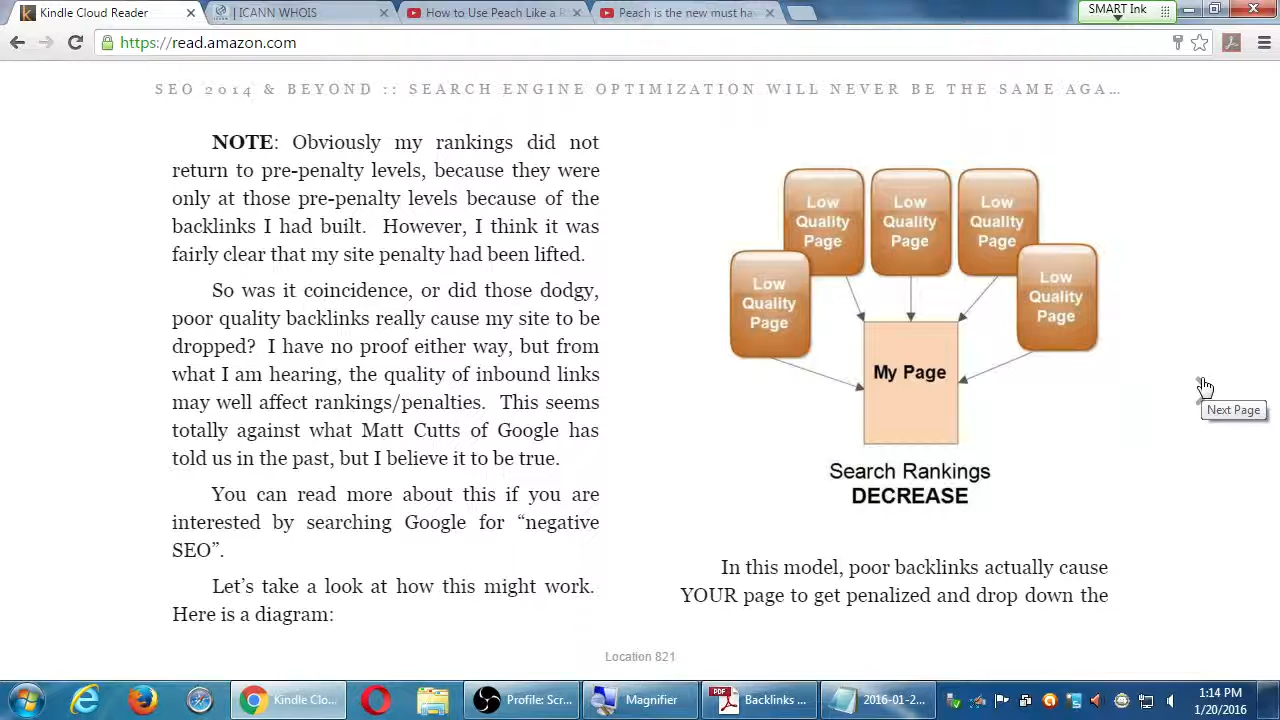 Kindle Cloud Reader
| ICANN WHOIS
How to Use Peach Like a
Peach is the new must ha
SMART Ink
https://read.amazon.com
SEO 2014 & BEYOND :: SEARCH ENGINE OPTIMIZATION WILL NEVER BE THE SAME AGA…
NOTE: Obviously my rankings did not
return to pre-penalty levels, because they were
only at those pre-penalty levels because of the
backlinks I had built. However, I think it was
fairly clear that my site penalty had been lifted.
So was it coincidence, or did those dodgy,
poor quality backlinks really cause my site to be
dropped? I have no proof either way, but from
what I am hearing, the quality of inbound links
may well affect rankings/penalties. This seems
totally against what Matt Cutts of Google has
told us in the past, but I believe it to be true.
You can read more about this if you are
interested by searching Google for “negative
SEO”.
Let’s take a look at how this might work.
Here is a diagram:
Low
Quality
Page
Low
Quality
Page
Low
Quality
Page
Low
Quality
Page
Low
Quality
Page
My Page
Search Rankings
DECREASE
Next Page
In this model, poor backlinks actually cause
YOUR page to get penalized and drop down the
Location 821
Kindle Clo...
Profile: Scr...
Magnifier
PDF
Backlinks ...
2016-01-2...
1:14 PM
1/20/2016